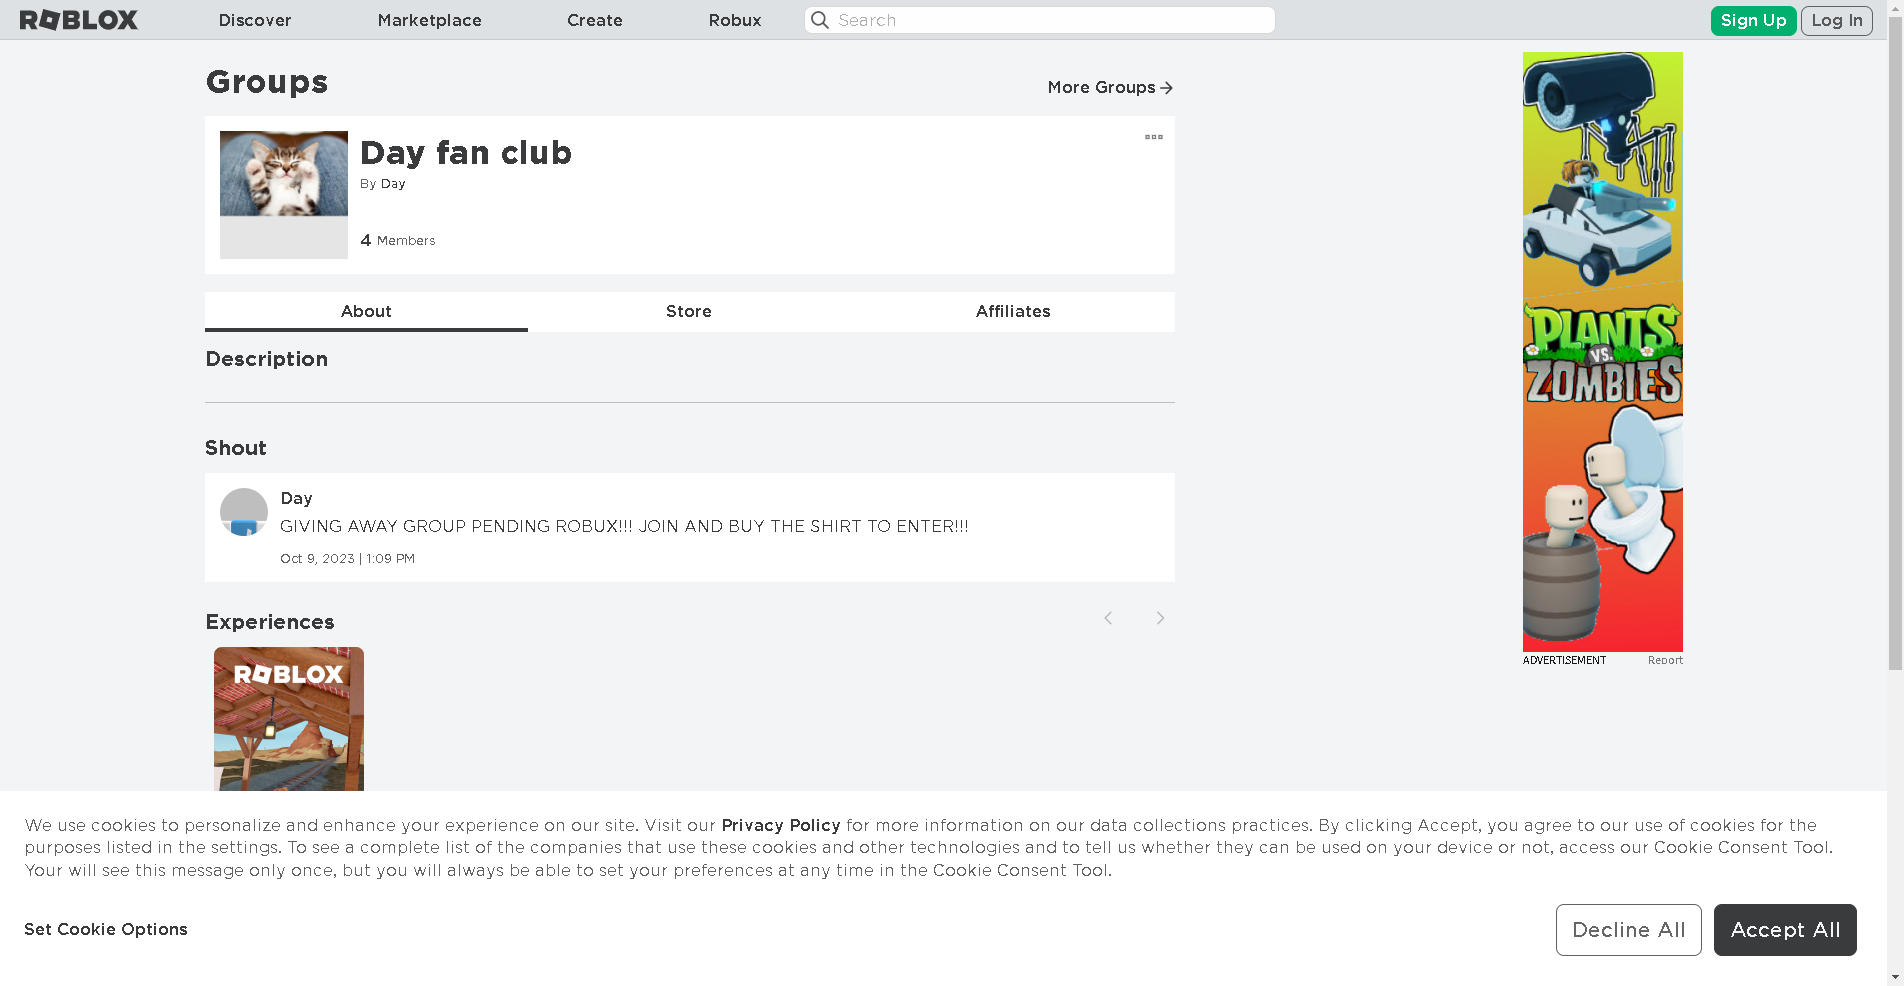 ROBLOX
Discover
Marketplace
Create
Robux
Search
Sign Up
Log In
Groups
More Groups
Day fan club
By Day
4 Members
About
Store
Affiliates
Description
Shout
Day
GIVING AWAY GROUP PENDING ROBUX!!! JOIN AND BUY THE SHIRT TO ENTER!!!
Oct 9, 2023 | 1:09 PM
Experiences
ROBLOX
PLANTS
VS.
ZOMBIES
ADVERTISEMENT
Report
We use cookies to personalize and enhance your experience on our site. Visit our Privacy Policy for more information on our data collections practices. By clicking Accept, you agree to our use of cookies for the
purposes listed in the settings. To see a complete list of the companies that use these cookies and other technologies and to tell us whether they can be used on your device or not, access our Cookie Consent Tool.
Your will see this message only once, but you will always be able to set your preferences at any time in the Cookie Consent Tool.
Set Cookie Options
Decline All
Accept All